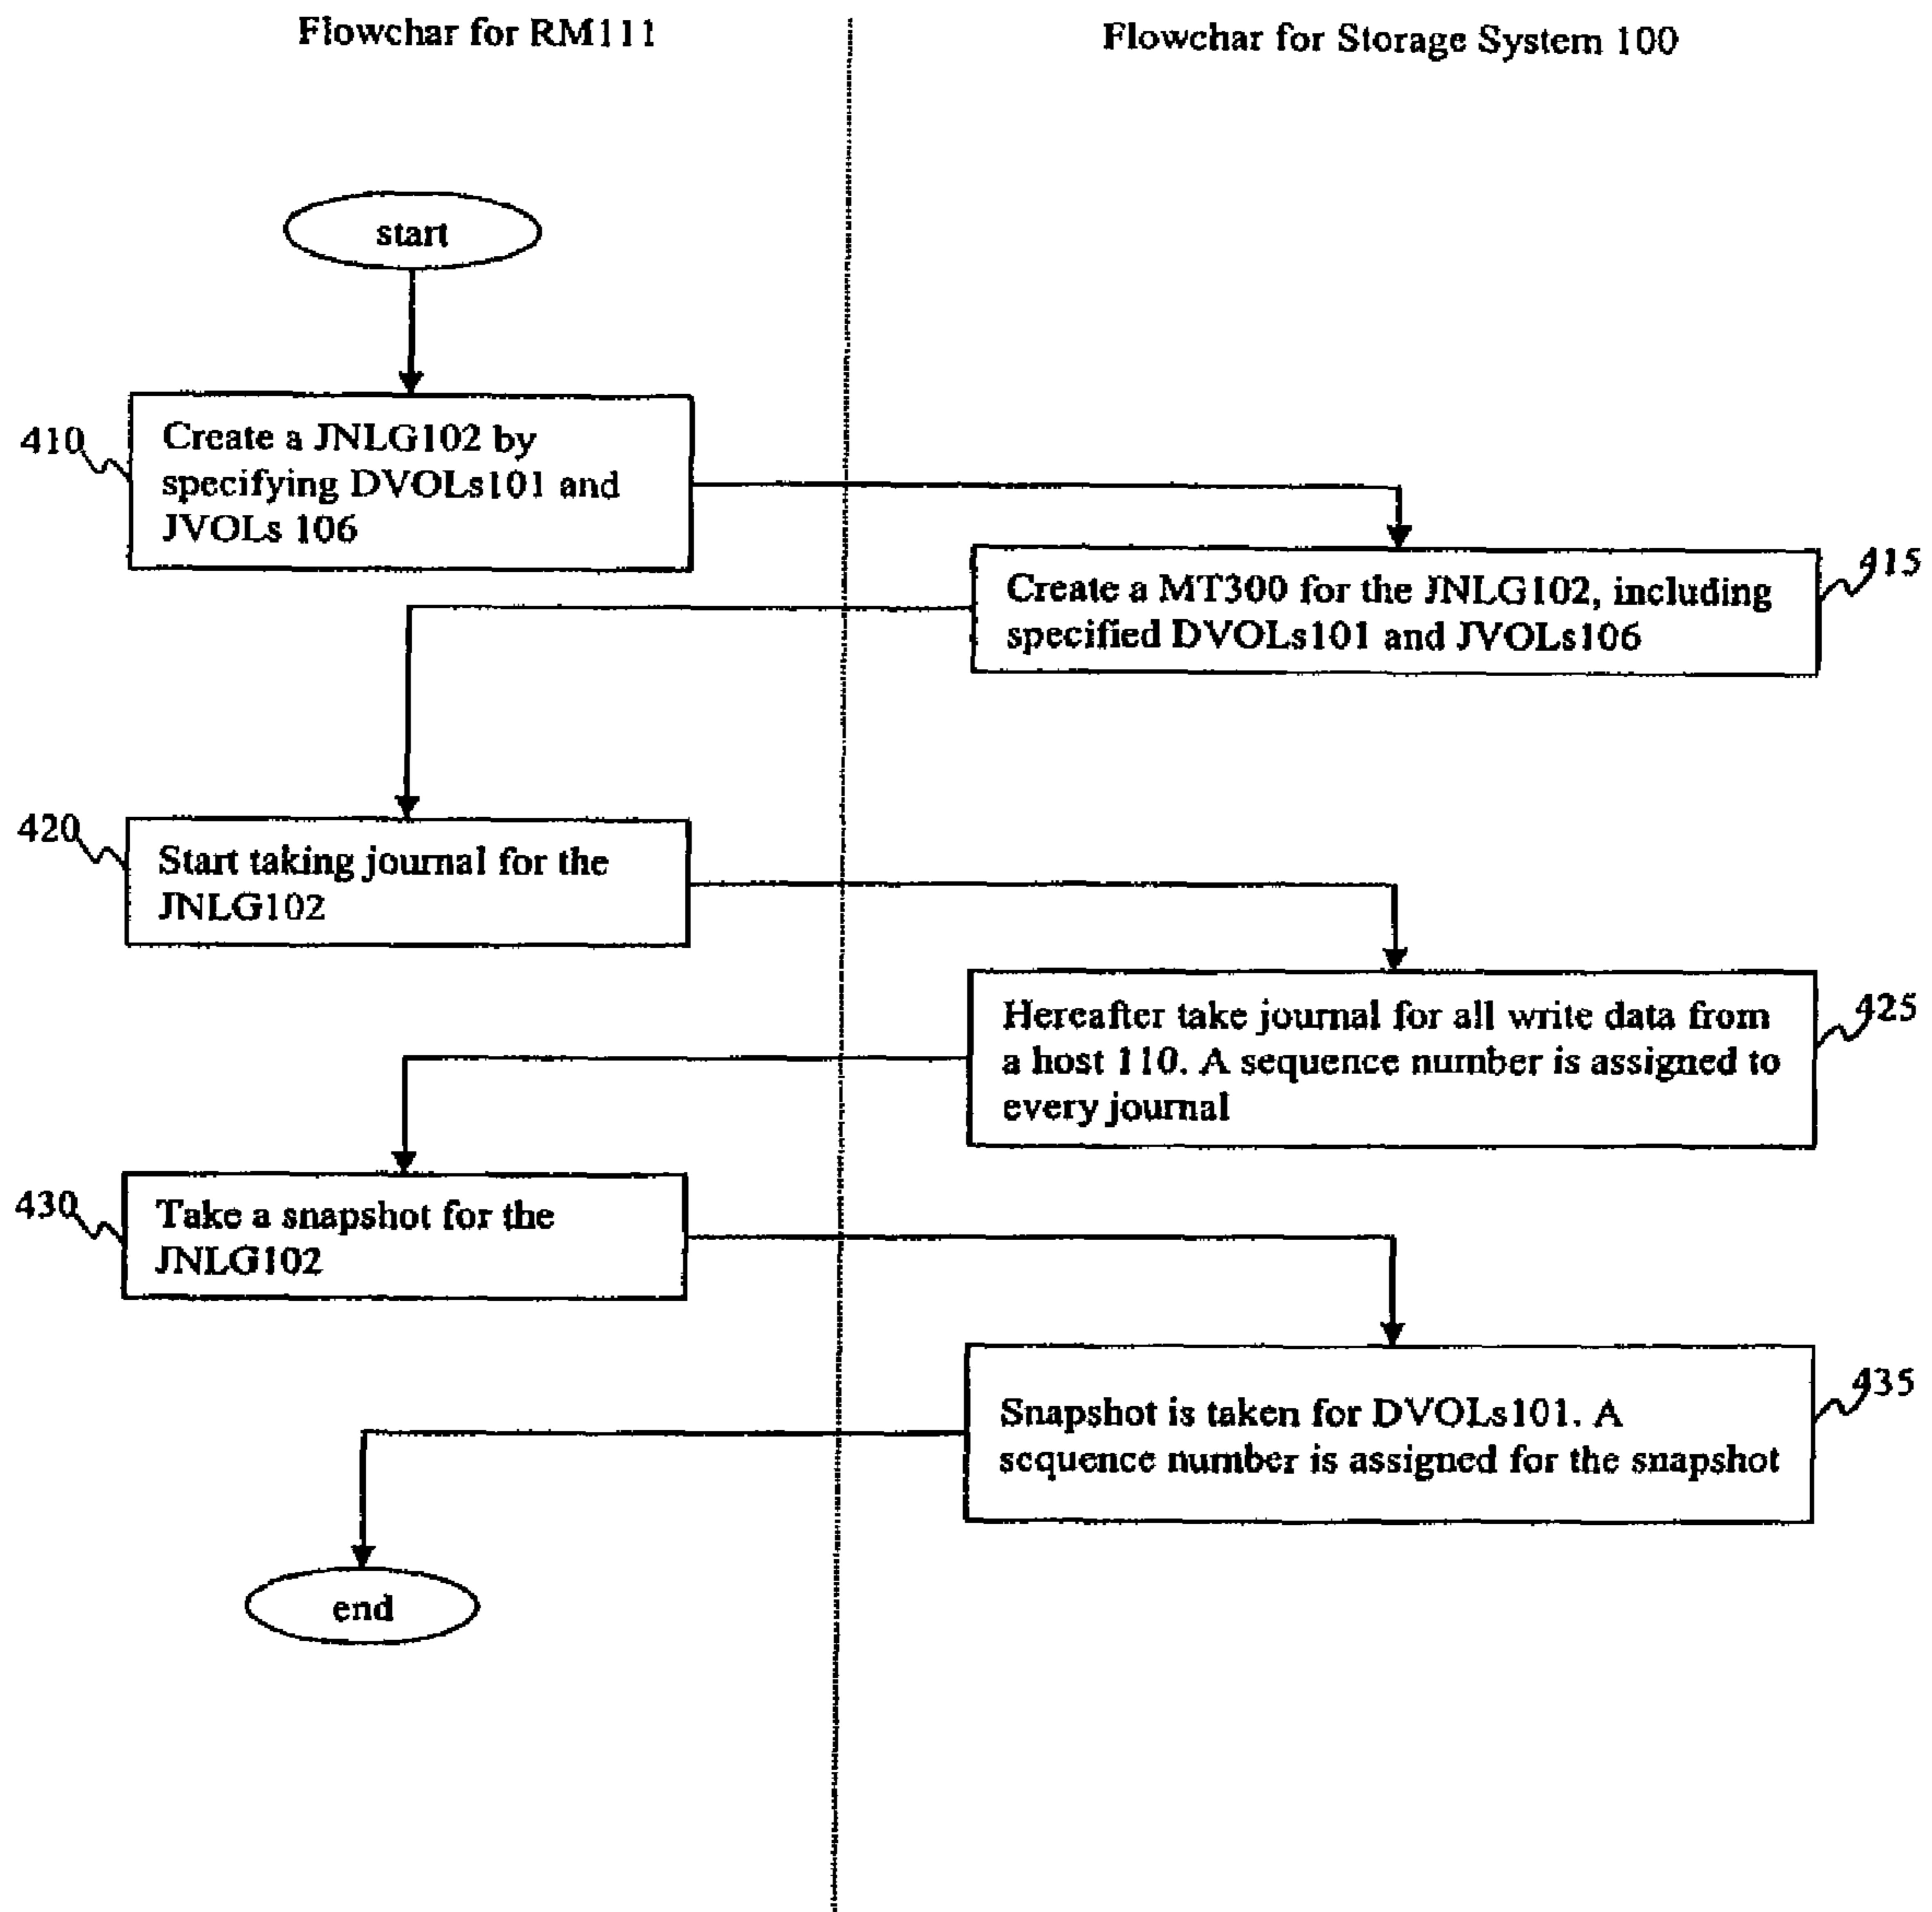 Flowchar for RM111
Flowchar for Storage System 100
start
410
Create a JNLG102 by
specifying DVOLs101 and
JVOLs 106
415
Create a MT300 for the JNLG102, including
specified DVOLs101 and JVOLs106
420
Start taking journal for the
JNLG102
425
Hereafter take journal for all write data from
a host 110. A sequence number is assigned to
every journal
430
Take a snapshot for the
JNLG102
435
Snapshot is taken for DVOLs101. A
sequence number is assigned for the snapshot
end